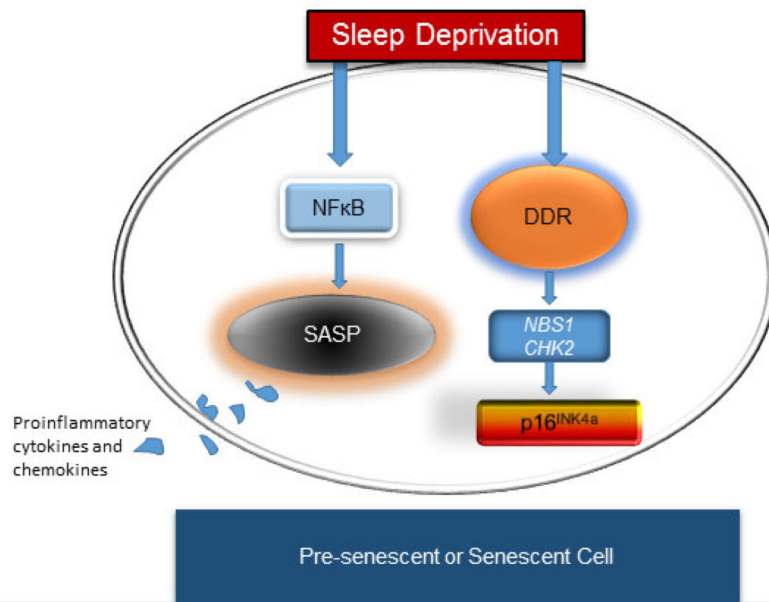 Sleep Deprivation
NFκB
DDR
SASP
NBS1
CHK2
p16INK4a
Proinflammatory
cytokines and
chemokines
Pre-senescent or Senescent Cell